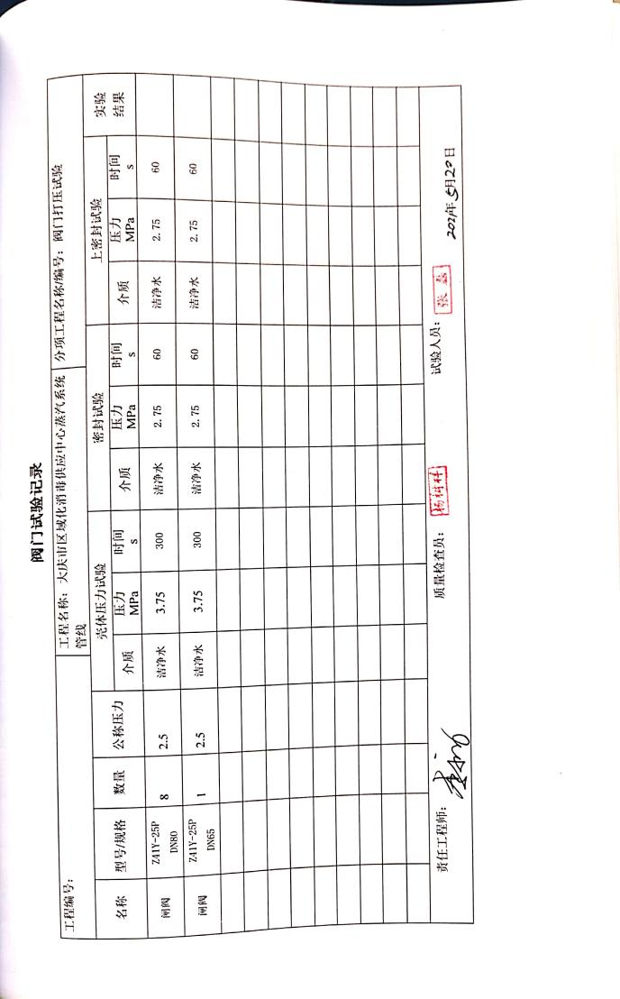 阀门试验记录
工程编号： 工程名称：大庆市区域化消毒供应中心蒸汽系统 分项工程名称/编号：阀门打压试验
管线
名称 型号/规格 数量 公称压力 壳体压力试验 密封试验 上密封试验 实验
结果
介质 压力 时间 介质 压力 时间 介质 压力 时间
MPa s MPa s MPa s
闸阀 Z41Y-25P 8 2.5 洁净水 3.75 300 洁净水 2.75 60 洁净水 2.75 60
DN80
闸阀 Z41Y-25P 1 2.5 洁净水 3.75 300 洁净水 2.75 60 洁净水 2.75 60
DN65
责任工程师： 质量检查员： 试验人员： 2021年5月20日